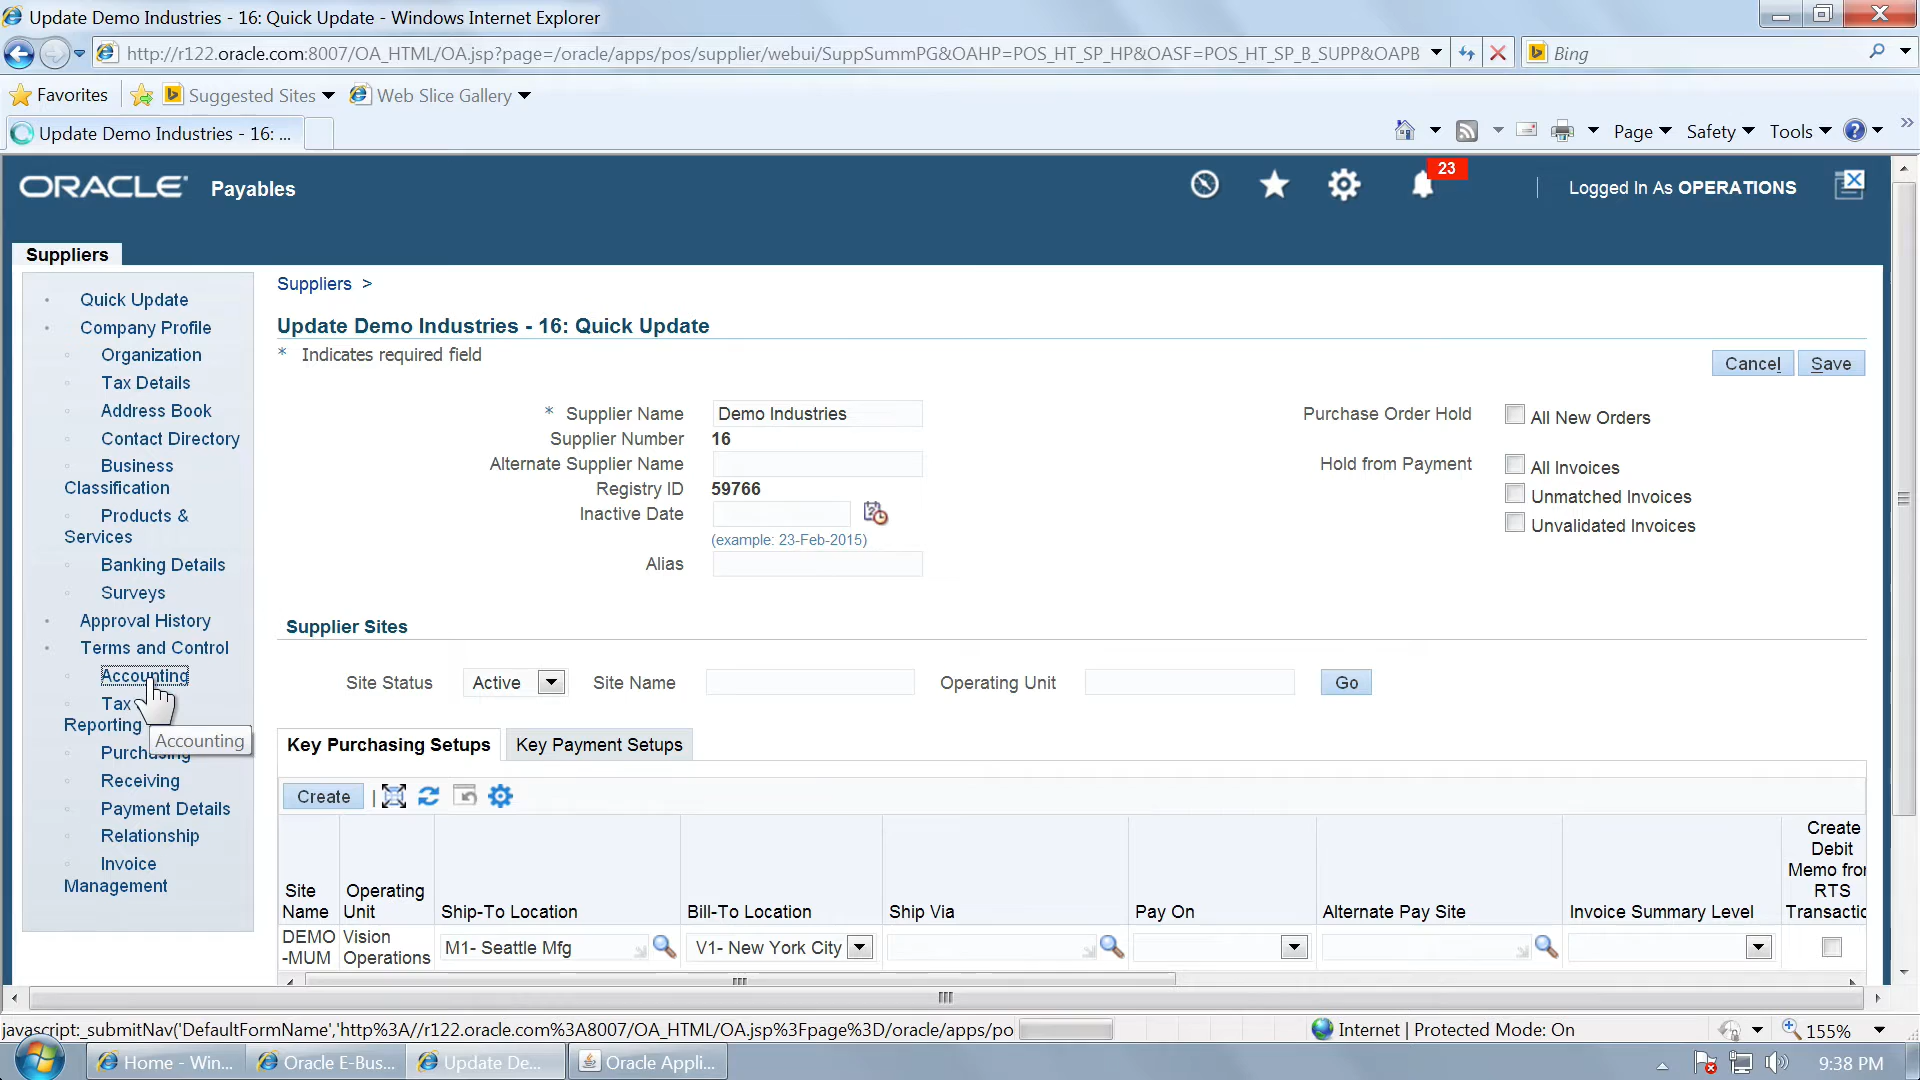 Update Demo Industries - 16: Quick Update - Windows Internet Explorer
http://r122.oracle.com:8007/OA_HTML/OA.jsp?page=/oracle/apps/pos/supplier/webui/SuppSummPG&OAHP=POS_HT_SP_HP&OASF=POS_HT_SP_B_SUPP&OAPB
Bing
Favorites
Suggested Sites
Web Slice Gallery
Update Demo Industries - 16: ...
Page
Safety
Tools
ORACLE
Payables
23
Logged In As OPERATIONS
Suppliers
Quick Update
Company Profile
Organization
Tax Details
Address Book
Contact Directory
Business
Classification
Products &
Services
Banking Details
Surveys
Approval History
Terms and Control
Accounting
Tax
Reporting
Accounting
Purchasing
Receiving
Payment Details
Relationship
Invoice
Management
Suppliers >
Update Demo Industries - 16: Quick Update
* Indicates required field
Cancel
Save
* Supplier Name Demo Industries
Supplier Number 16
Alternate Supplier Name
Registry ID 59766
Inactive Date
(example: 23-Feb-2015)
Alias
Purchase Order Hold
All New Orders
Hold from Payment
All Invoices
Unmatched Invoices
Unvalidated Invoices
Supplier Sites
Site Status Active Site Name Operating Unit Go
Key Purchasing Setups
Key Payment Setups
Create |
Site
Name
Operating
Unit
Ship-To Location
Bill-To Location
Ship Via
Pay On
Alternate Pay Site
Invoice Summary Level
Create
Debit
Memo from
RTS
Transactio
DEMO
-MUM
Vision
Operations
M1- Seattle Mfg
V1- New York City
javascript:_submitNav('DefaultFormName','http%3A//r122.oracle.com%3A8007/OA_HTML/OA.jsp%3Fpage%3D/oracle/apps/po
Internet | Protected Mode: On
155%
Home - Win...
Oracle E-Bus...
Update De...
Oracle Appli...
9:38 PM